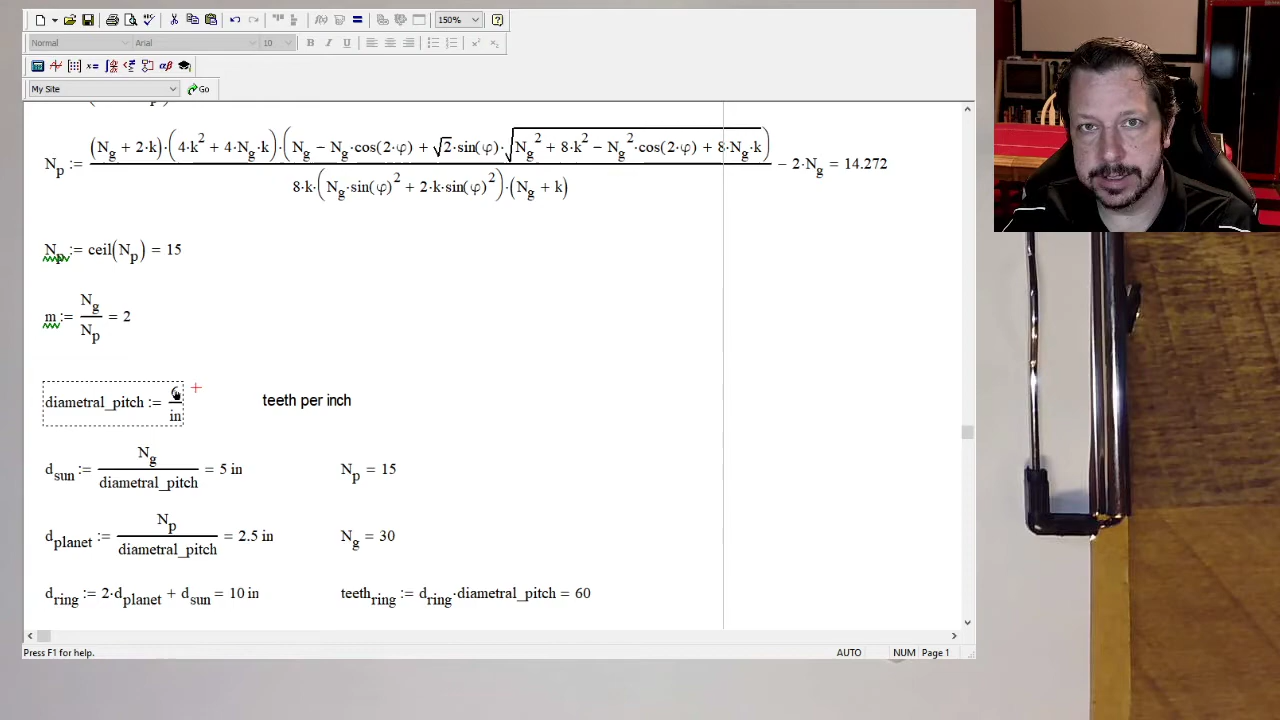 150%
Normal Arial 10 B I U
My Site Go
N_p := (N_g + 2·k)·(4·k^2 + 4·N_g·k)·(N_g − N_g·cos(2·φ) + √2·sin(φ)·√(N_g^2 + 8·k^2 − N_g^2·cos(2·φ) + 8·N_g·k)) / 8·k·(N_g·sin(φ)^2 + 2·k·sin(φ)^2)·(N_g + k) − 2·N_g = 14.272
N_p := ceil(N_p) = 15
m := N_g / N_p = 2
diametral_pitch := 6 / in teeth per inch
d_sun := N_g / diametral_pitch = 5 in N_p = 15
d_planet := N_p / diametral_pitch = 2.5 in N_g = 30
d_ring := 2·d_planet + d_sun = 10 in teeth_ring := d_ring·diametral_pitch = 60
Press F1 for help. AUTO NUM Page 1